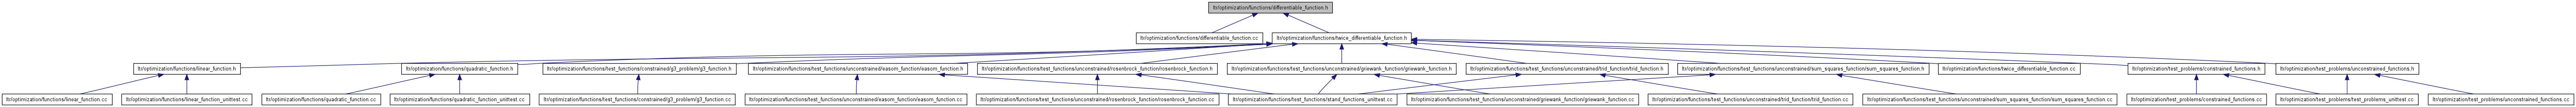 ltr/optimization/functions/differentiable_function.h
ltr/optimization/functions/differentiable_function.cc
ltr/optimization/functions/twice_differentiable_function.h
ltr/optimization/functions/linear_function.h
ltr/optimization/functions/quadratic_function.h
ltr/optimization/functions/test_functions/constrained/g3_problem/g3_function.h
ltr/optimization/functions/test_functions/unconstrained/easom_function/easom_function.h
ltr/optimization/functions/test_functions/unconstrained/rosenbrock_function/rosenbrock_function.h
ltr/optimization/functions/test_functions/unconstrained/griewank_function/griewank_function.h
ltr/optimization/functions/test_functions/unconstrained/trid_function/trid_function.h
ltr/optimization/functions/test_functions/unconstrained/sum_squares_function/sum_squares_function.h
ltr/optimization/functions/twice_differentiable_function.cc
ltr/optimization/test_problems/constrained_functions.h
ltr/optimization/test_problems/unconstrained_functions.h
ltr/optimization/functions/linear_function.cc
ltr/optimization/functions/linear_function_unittest.cc
ltr/optimization/functions/quadratic_function.cc
ltr/optimization/functions/quadratic_function_unittest.cc
ltr/optimization/functions/test_functions/constrained/g3_problem/g3_function.cc
ltr/optimization/functions/test_functions/unconstrained/easom_function/easom_function.cc
ltr/optimization/functions/test_functions/unconstrained/rosenbrock_function/rosenbrock_function.cc
ltr/optimization/functions/test_functions/stand_functions_unittest.cc
ltr/optimization/functions/test_functions/unconstrained/griewank_function/griewank_function.cc
ltr/optimization/functions/test_functions/unconstrained/trid_function/trid_function.cc
ltr/optimization/functions/test_functions/unconstrained/sum_squares_function/sum_squares_function.cc
ltr/optimization/test_problems/constrained_functions.cc
ltr/optimization/test_problems/test_problems_unittest.cc
ltr/optimization/test_problems/unconstrained_functions.cc